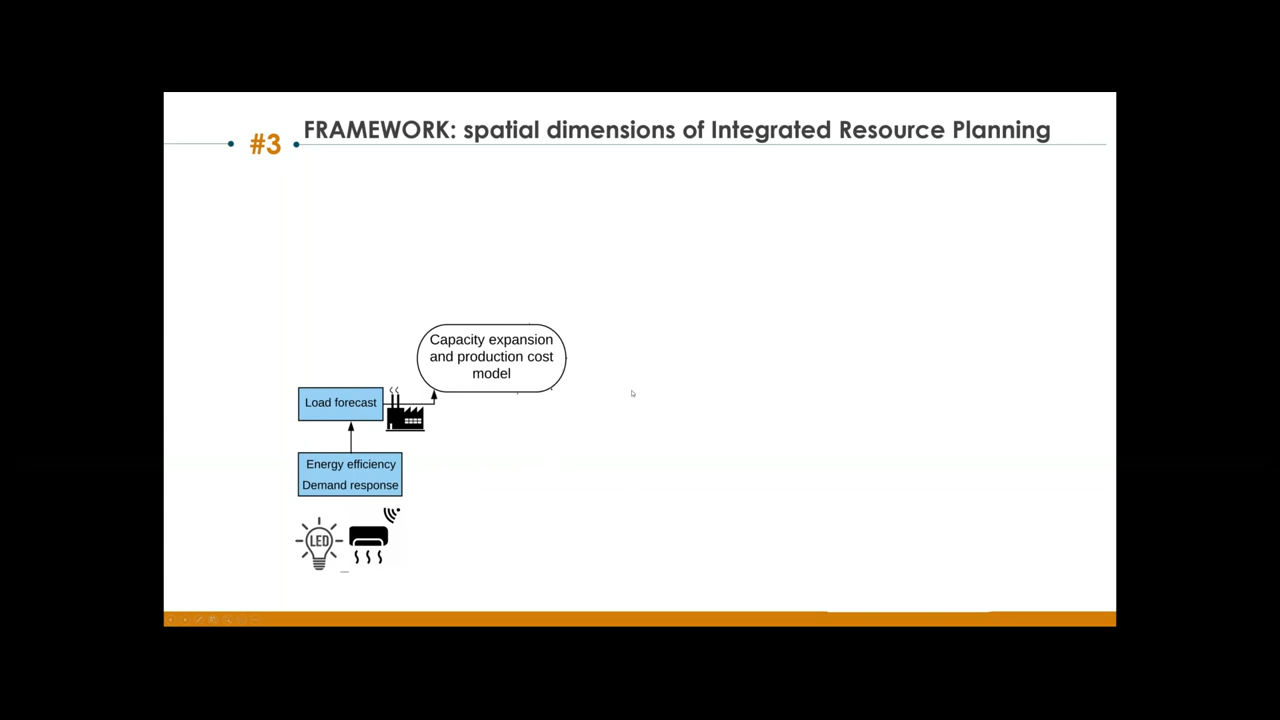 #3
FRAMEWORK: spatial dimensions of Integrated Resource Planning
Capacity expansion
and production cost
model
Load forecast
Energy efficiency
Demand response
LED